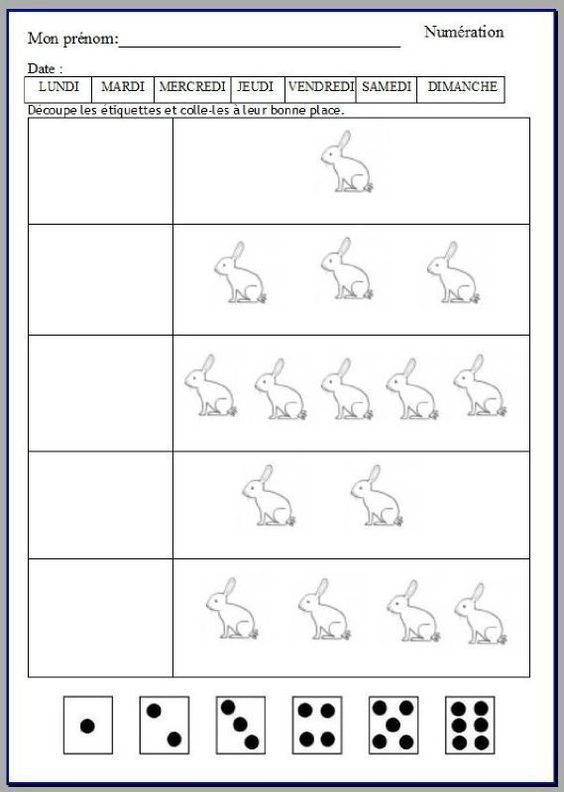 Mon prénom:
Numération
Date :
LUNDI MARDI MERCREDI JEUDI VENDREDI SAMEDI DIMANCHE
Découpe les étiquettes et colle-les à leur bonne place.